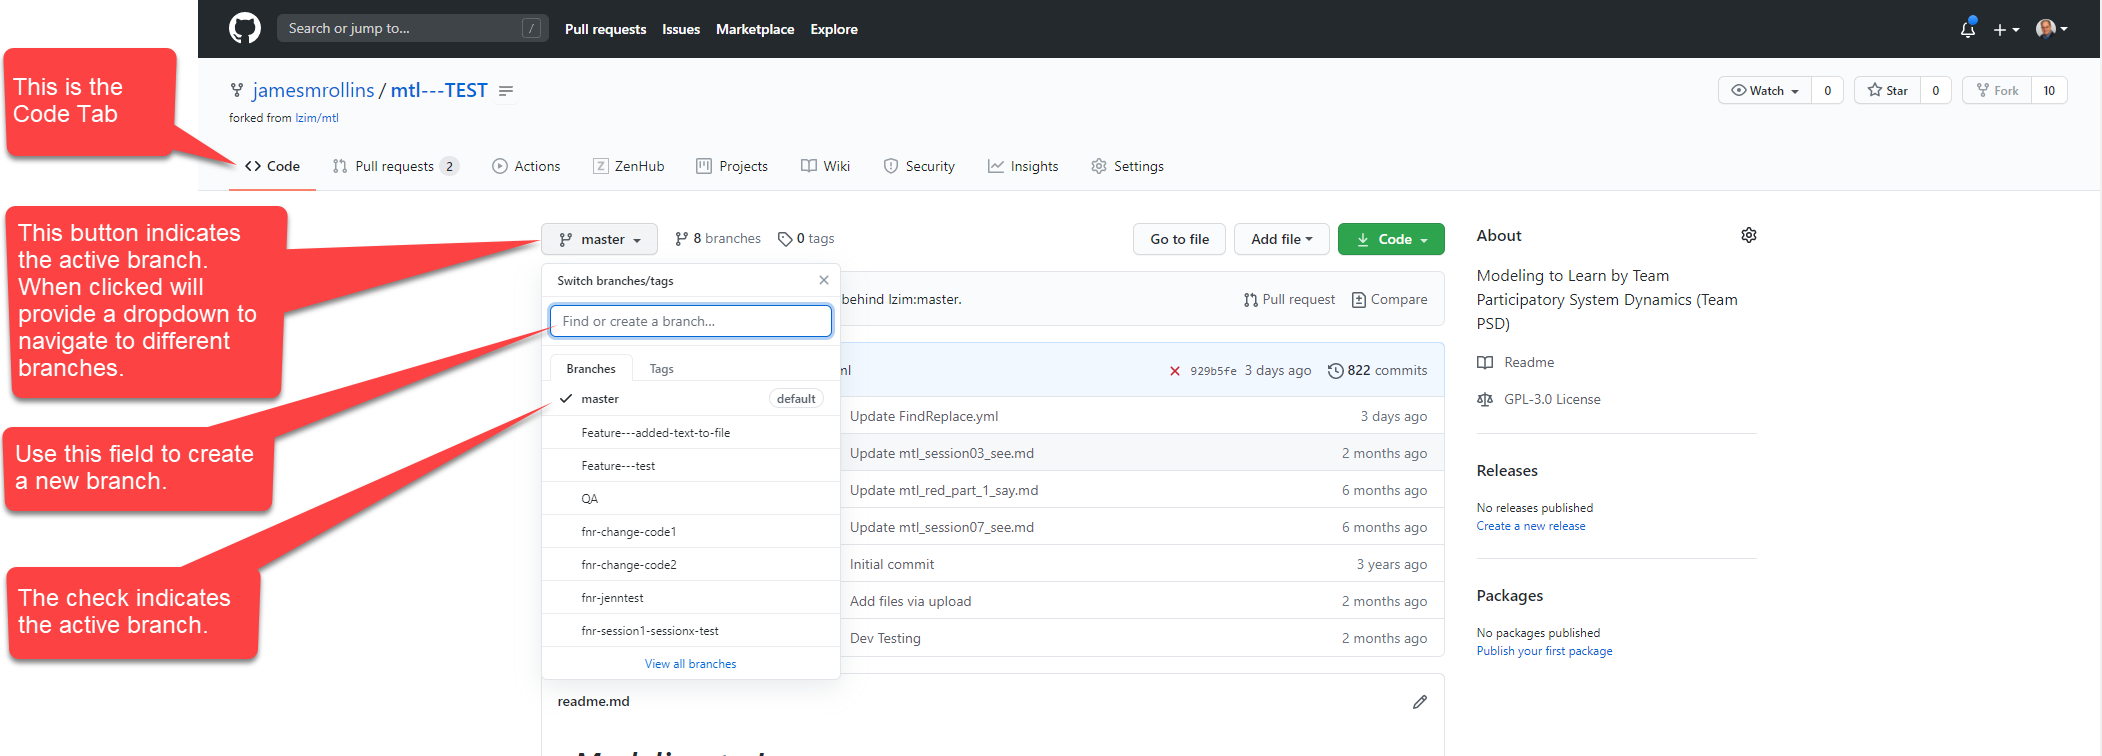 Search or jump to... /
Pull requests Issues Marketplace Explore
This is the
Code Tab
jamesmrollins / mtl---TEST
forked from lzim/mtl
Watch 0 Star 0 Fork 10
Code Pull requests 2 Actions Z ZenHub Projects Wiki Security Insights Settings
This button indicates
the active branch.
When clicked will
provide a dropdown to
navigate to different
branches.
master 8 branches 0 tags
Go to file Add file Code
Switch branches/tags
Find or create a branch...
Branches Tags
master default
Feature---added-text-to-file
Feature---test
QA
fnr-change-code1
fnr-change-code2
fnr-jenntest
fnr-session1-sessionx-test
View all branches
Use this field to create
a new branch.
The check indicates
the active branch.
behind lzim:master.
Pull request Compare
ml
929b5fe 3 days ago 822 commits
Update FindReplace.yml 3 days ago
Update mtl_session03_see.md 2 months ago
Update mtl_red_part_1_say.md 6 months ago
Update mtl_session07_see.md 6 months ago
Initial commit 3 years ago
Add files via upload 2 months ago
Dev Testing 2 months ago
readme.md
About
Modeling to Learn by Team
Participatory System Dynamics (Team
PSD)
Readme
GPL-3.0 License
Releases
No releases published
Create a new release
Packages
No packages published
Publish your first package